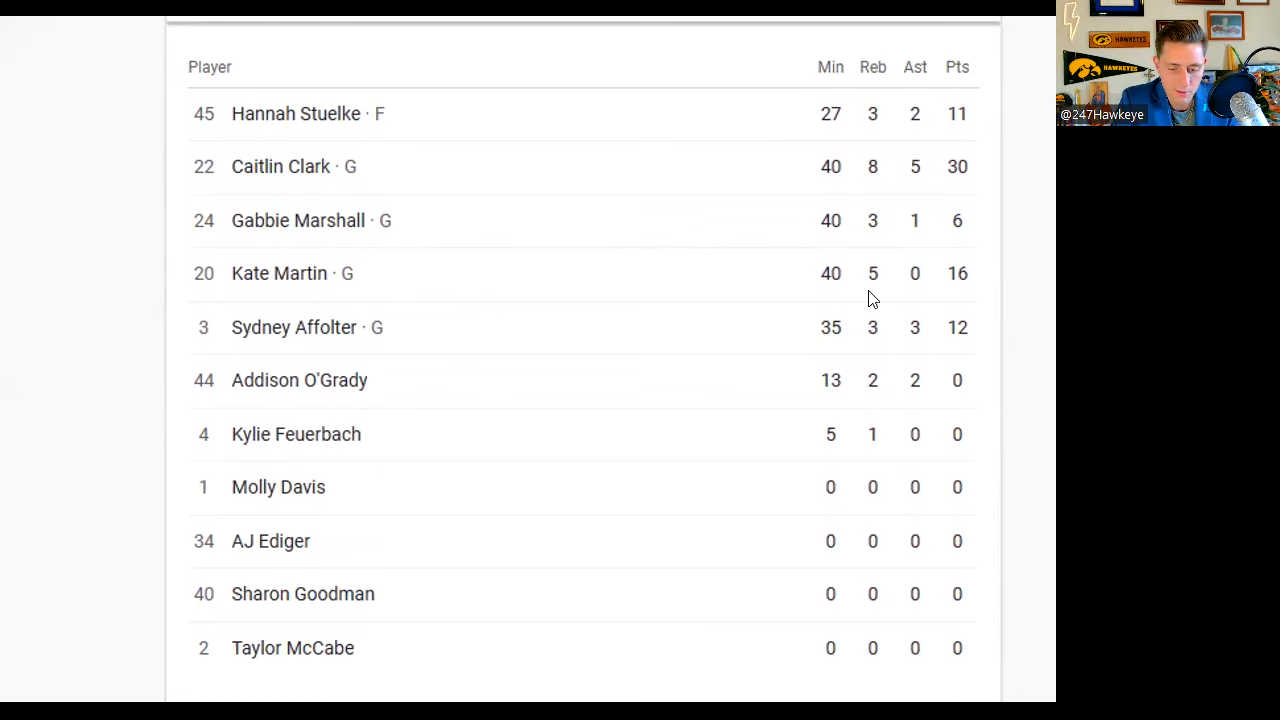 Player Min Reb Ast Pts
45 Hannah Stuelke · F 27 3 2 11
22 Caitlin Clark · G 40 8 5 30
24 Gabbie Marshall · G 40 3 1 6
20 Kate Martin · G 40 5 0 16
3 Sydney Affolter · G 35 3 3 12
44 Addison O'Grady 13 2 2 0
4 Kylie Feuerbach 5 1 0 0
1 Molly Davis 0 0 0 0
34 AJ Ediger 0 0 0 0
40 Sharon Goodman 0 0 0 0
2 Taylor McCabe 0 0 0 0
HAWKEYES
HAWKEYES
@247Hawkeye